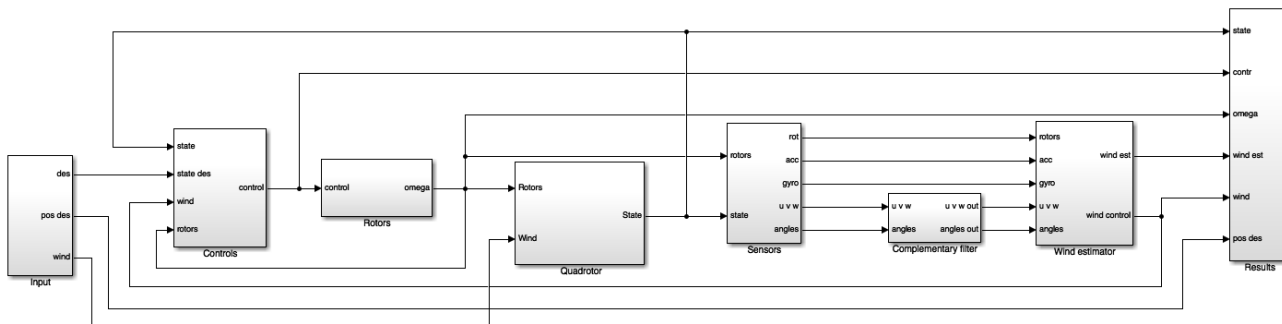 des
pos des
wind
Input
state
state des
wind
rotors
control
Controls
control
omega
Rotors
Rotors
Wind
State
Quadrotor
rotors
state
rot
acc
gyro
u v w
angles
Sensors
u v w
angles
u v w out
angles out
Complementary filter
rotors
acc
gyro
u v w
angles
wind est
wind control
Wind estimator
state
contr
omega
wind est
wind
pos des
Results